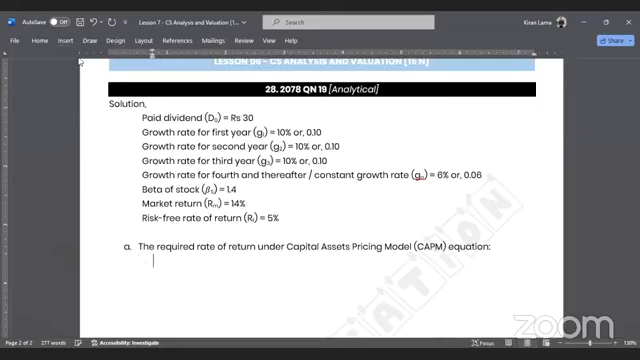 AutoSave Off
Lesson 7 - CS Analysis and Valuation [1...
Search
Kiran Lama
File Home Insert Draw Design Layout References Mailings Review View Help
Share
LESSON 06 - CS ANALYSIS AND VALUATION [15 N]
28. 2078 QN 19 [Analytical]
Solution,
Paid dividend (D₀) = Rs 30
Growth rate for first year (g₁) = 10% or, 0.10
Growth rate for second year (g₂) = 10% or, 0.10
Growth rate for third year (g₃) = 10% or, 0.10
Growth rate for fourth and thereafter / constant growth rate (gₙ) = 6% or, 0.06
Beta of stock (βₛ) = 1.4
Market return (Rₘ) = 14%
Risk-free rate of return (R_f) = 5%
a. The required rate of return under Capital Assets Pricing Model (CAPM) equation:
zoom
Page 2 of 2 277 words Accessibility: Investigate Focus 130%